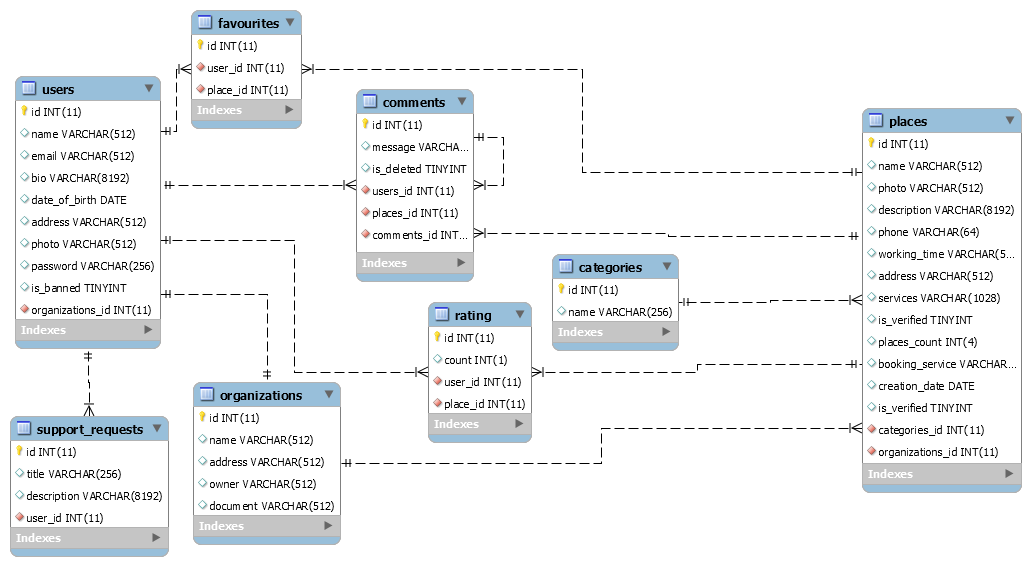 favourites
id INT(11)
user_id INT(11)
place_id INT(11)
Indexes
users
id INT(11)
name VARCHAR(512)
email VARCHAR(512)
bio VARCHAR(8192)
date_of_birth DATE
address VARCHAR(512)
photo VARCHAR(512)
password VARCHAR(256)
is_banned TINYINT
organizations_id INT(11)
Indexes
comments
id INT(11)
message VARCHA...
is_deleted TINYINT
users_id INT(11)
places_id INT(11)
comments_id INT...
Indexes
places
id INT(11)
name VARCHAR(512)
photo VARCHAR(512)
description VARCHAR(8192)
phone VARCHAR(64)
working_time VARCHAR(5...
address VARCHAR(512)
services VARCHAR(1028)
is_verified TINYINT
places_count INT(4)
booking_service VARCHAR...
creation_date DATE
is_verified TINYINT
categories_id INT(11)
organizations_id INT(11)
Indexes
categories
id INT(11)
name VARCHAR(256)
Indexes
rating
id INT(11)
count INT(1)
user_id INT(11)
place_id INT(11)
Indexes
organizations
id INT(11)
name VARCHAR(512)
address VARCHAR(512)
owner VARCHAR(512)
document VARCHAR(512)
Indexes
support_requests
id INT(11)
title VARCHAR(256)
description VARCHAR(8192)
user_id INT(11)
Indexes